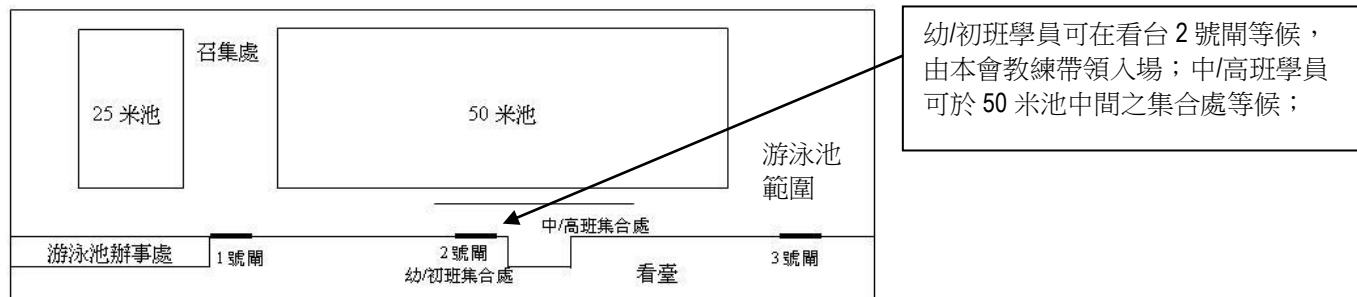 召集處
25 米池
50 米池
游泳池
範圍
中/高班集合處
游泳池辦事處
1號閘
2號閘
幼/初班集合處
看臺
3號閘
幼/初班學員可在看台 2 號閘等候，
由本會教練帶領入場；中/高班學員
可於 50 米池中間之集合處等候；